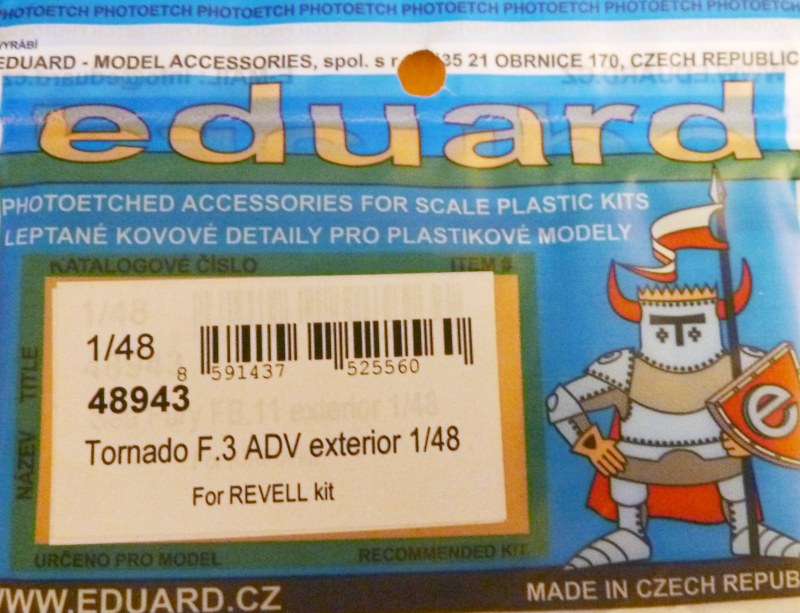 PHOTOETCH PHOTOETCH PHOTOETCH PHOTOETCH PHOTOETCH PHOTOETCH PHOTOETCH
VYRÁBÍ
EDUARD - MODEL ACCESSORIES, spol. s r 35 21 OBRNICE 170, CZECH REPUBLIC
eduard
PHOTOETCHED ACCESSORIES FOR SCALE PLASTIC KITS
LEPTANÉ KOVOVÉ DETAILY PRO PLASTIKOVÉ MODELY
KATALOGOVÉ ČÍSLO ITEM #
1/48
8 591437 525560
48943
Tornado F.3 ADV exterior 1/48
For REVELL kit
NÁZEV TITLE
e
URČENO PRO MODEL RECOMMENDED KIT
WWW.EDUARD.CZ
MADE IN CZECH REPUB